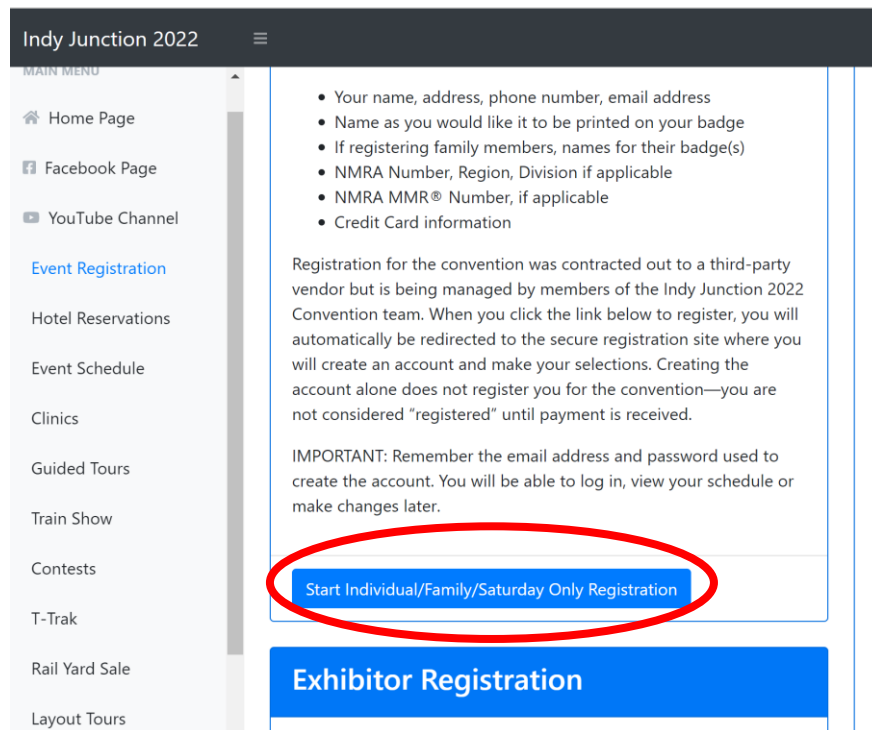 Indy Junction 2022
MAIN MENU
Home Page
Facebook Page
YouTube Channel
Event Registration
Hotel Reservations
Event Schedule
Clinics
Guided Tours
Train Show
Contests
T-Trak
Rail Yard Sale
Layout Tours
• Your name, address, phone number, email address
• Name as you would like it to be printed on your badge
• If registering family members, names for their badge(s)
• NMRA Number, Region, Division if applicable
• NMRA MMR® Number, if applicable
• Credit Card information
Registration for the convention was contracted out to a third-party
vendor but is being managed by members of the Indy Junction 2022
Convention team. When you click the link below to register, you will
automatically be redirected to the secure registration site where you
will create an account and make your selections. Creating the
account alone does not register you for the convention—you are
not considered “registered” until payment is received.
IMPORTANT: Remember the email address and password used to
create the account. You will be able to log in, view your schedule or
make changes later.
Start Individual/Family/Saturday Only Registration
Exhibitor Registration